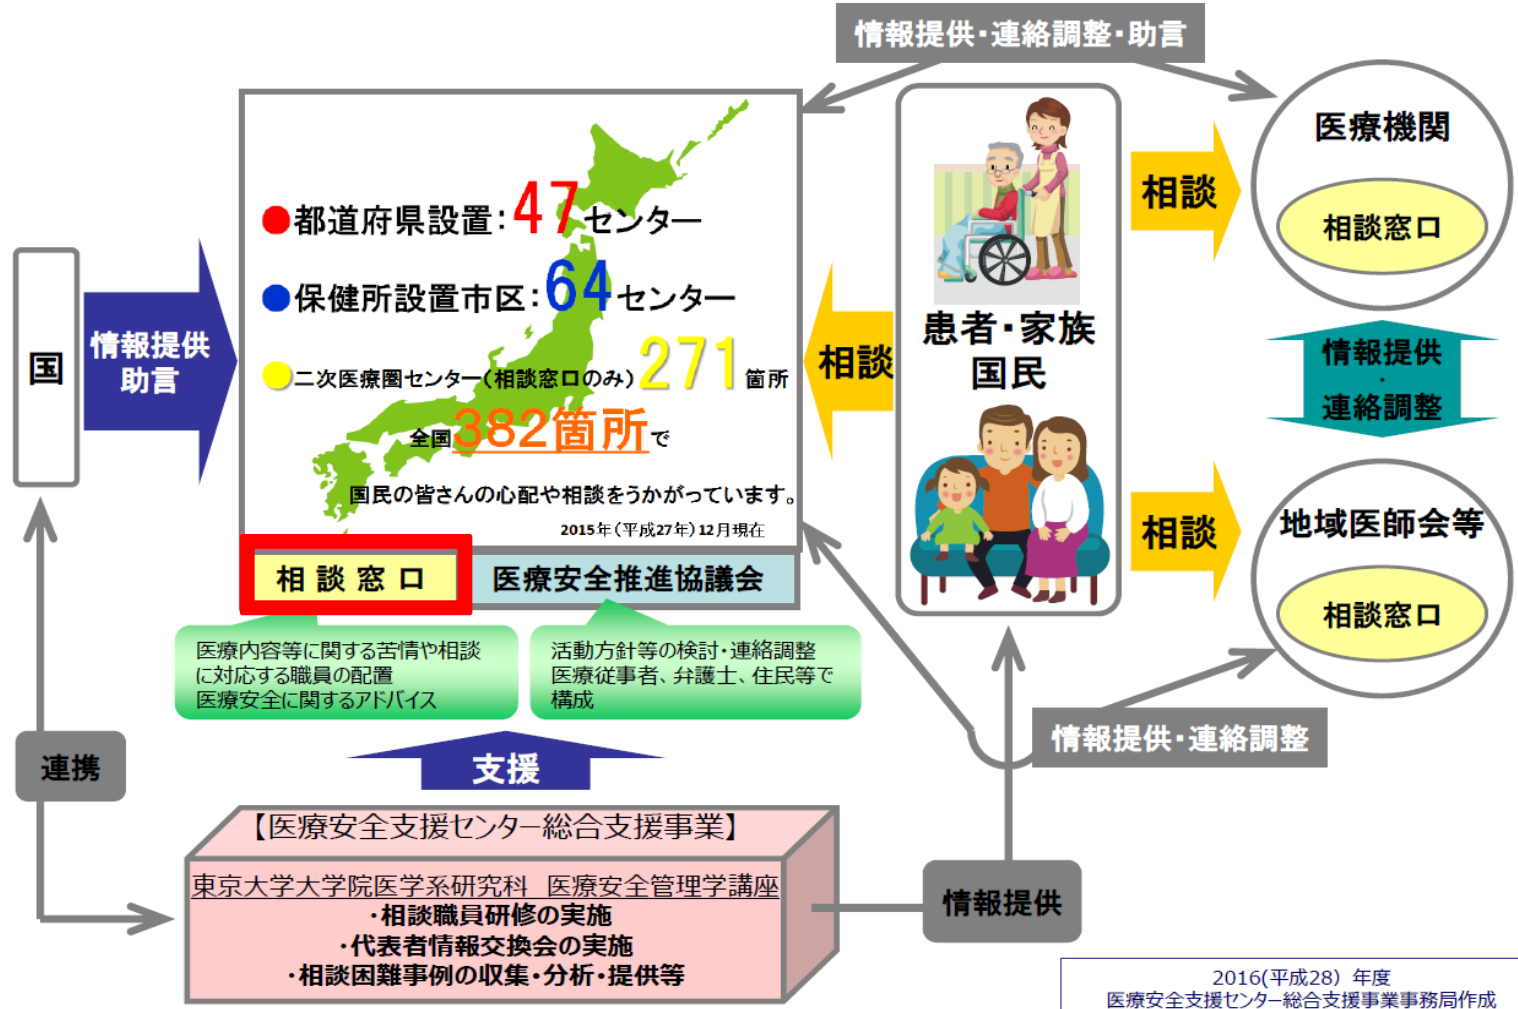 情報提供・連絡調整・助言
医療機関
相談窓口
相談
都道府県設置：47センター
保健所設置市区：64センター
二次医療圏センター（相談窓口のみ）271箇所
全国382箇所で
国民の皆さんの心配や相談をうかがっています。
2015年（平成27年）12月現在
国
情報提供
助言
相談
患者・家族
国民
情報提供
・
連絡調整
相談
地域医師会等
相談窓口
相談窓口
医療安全推進協議会
医療内容等に関する苦情や相談
に対応する職員の配置
医療安全に関するアドバイス
活動方針等の検討・連絡調整
医療従事者、弁護士、住民等で
構成
情報提供・連絡調整
連携
支援
【医療安全支援センター総合支援事業】
東京大学大学院医学系研究科　医療安全管理学講座
・相談職員研修の実施
・代表者情報交換会の実施
・相談困難事例の収集・分析・提供等
情報提供
2016(平成28）年度
医療安全支援センター総合支援事業事務局作成